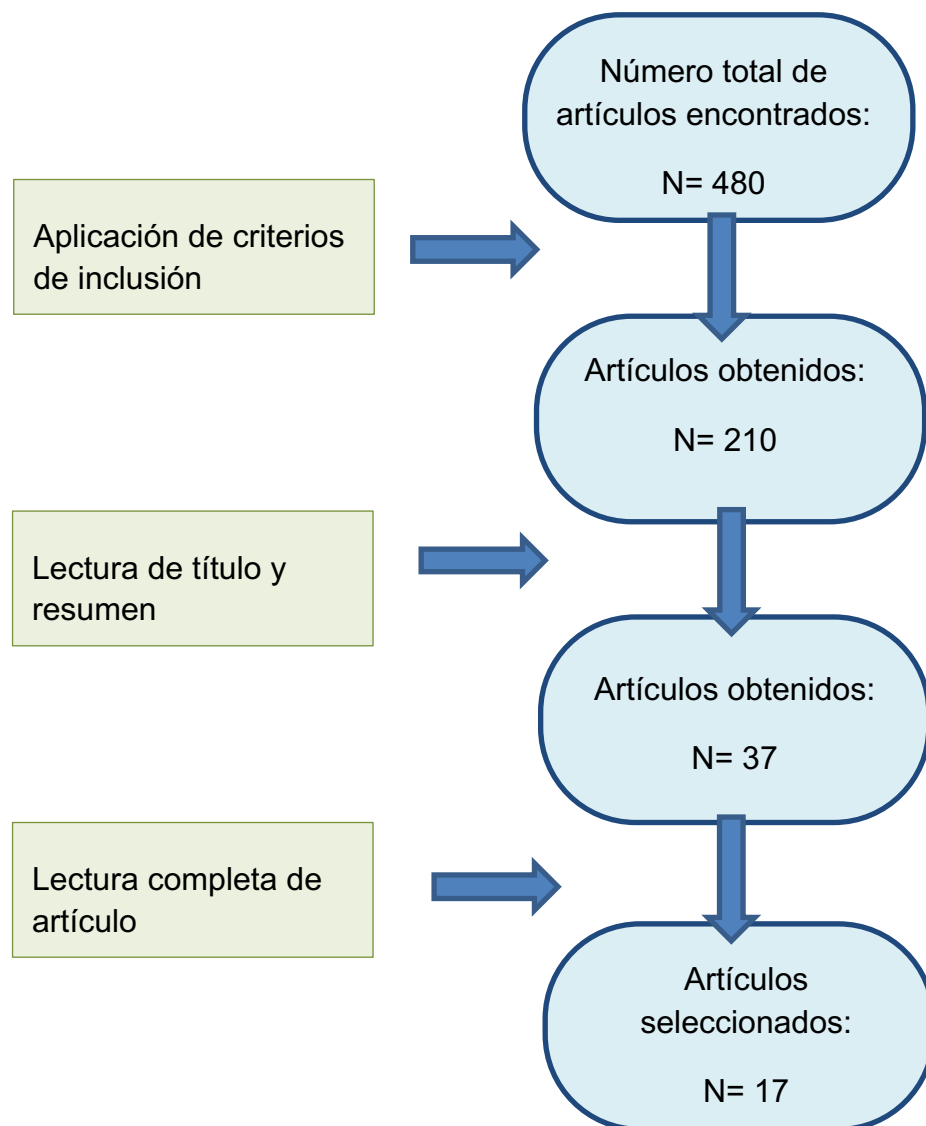 Número total de
artículos encontrados:
N= 480
Aplicación de criterios
de inclusión
Artículos obtenidos:
N= 210
Lectura de título y
resumen
Artículos obtenidos:
N= 37
Lectura completa de
artículo
Artículos
seleccionados:
N= 17